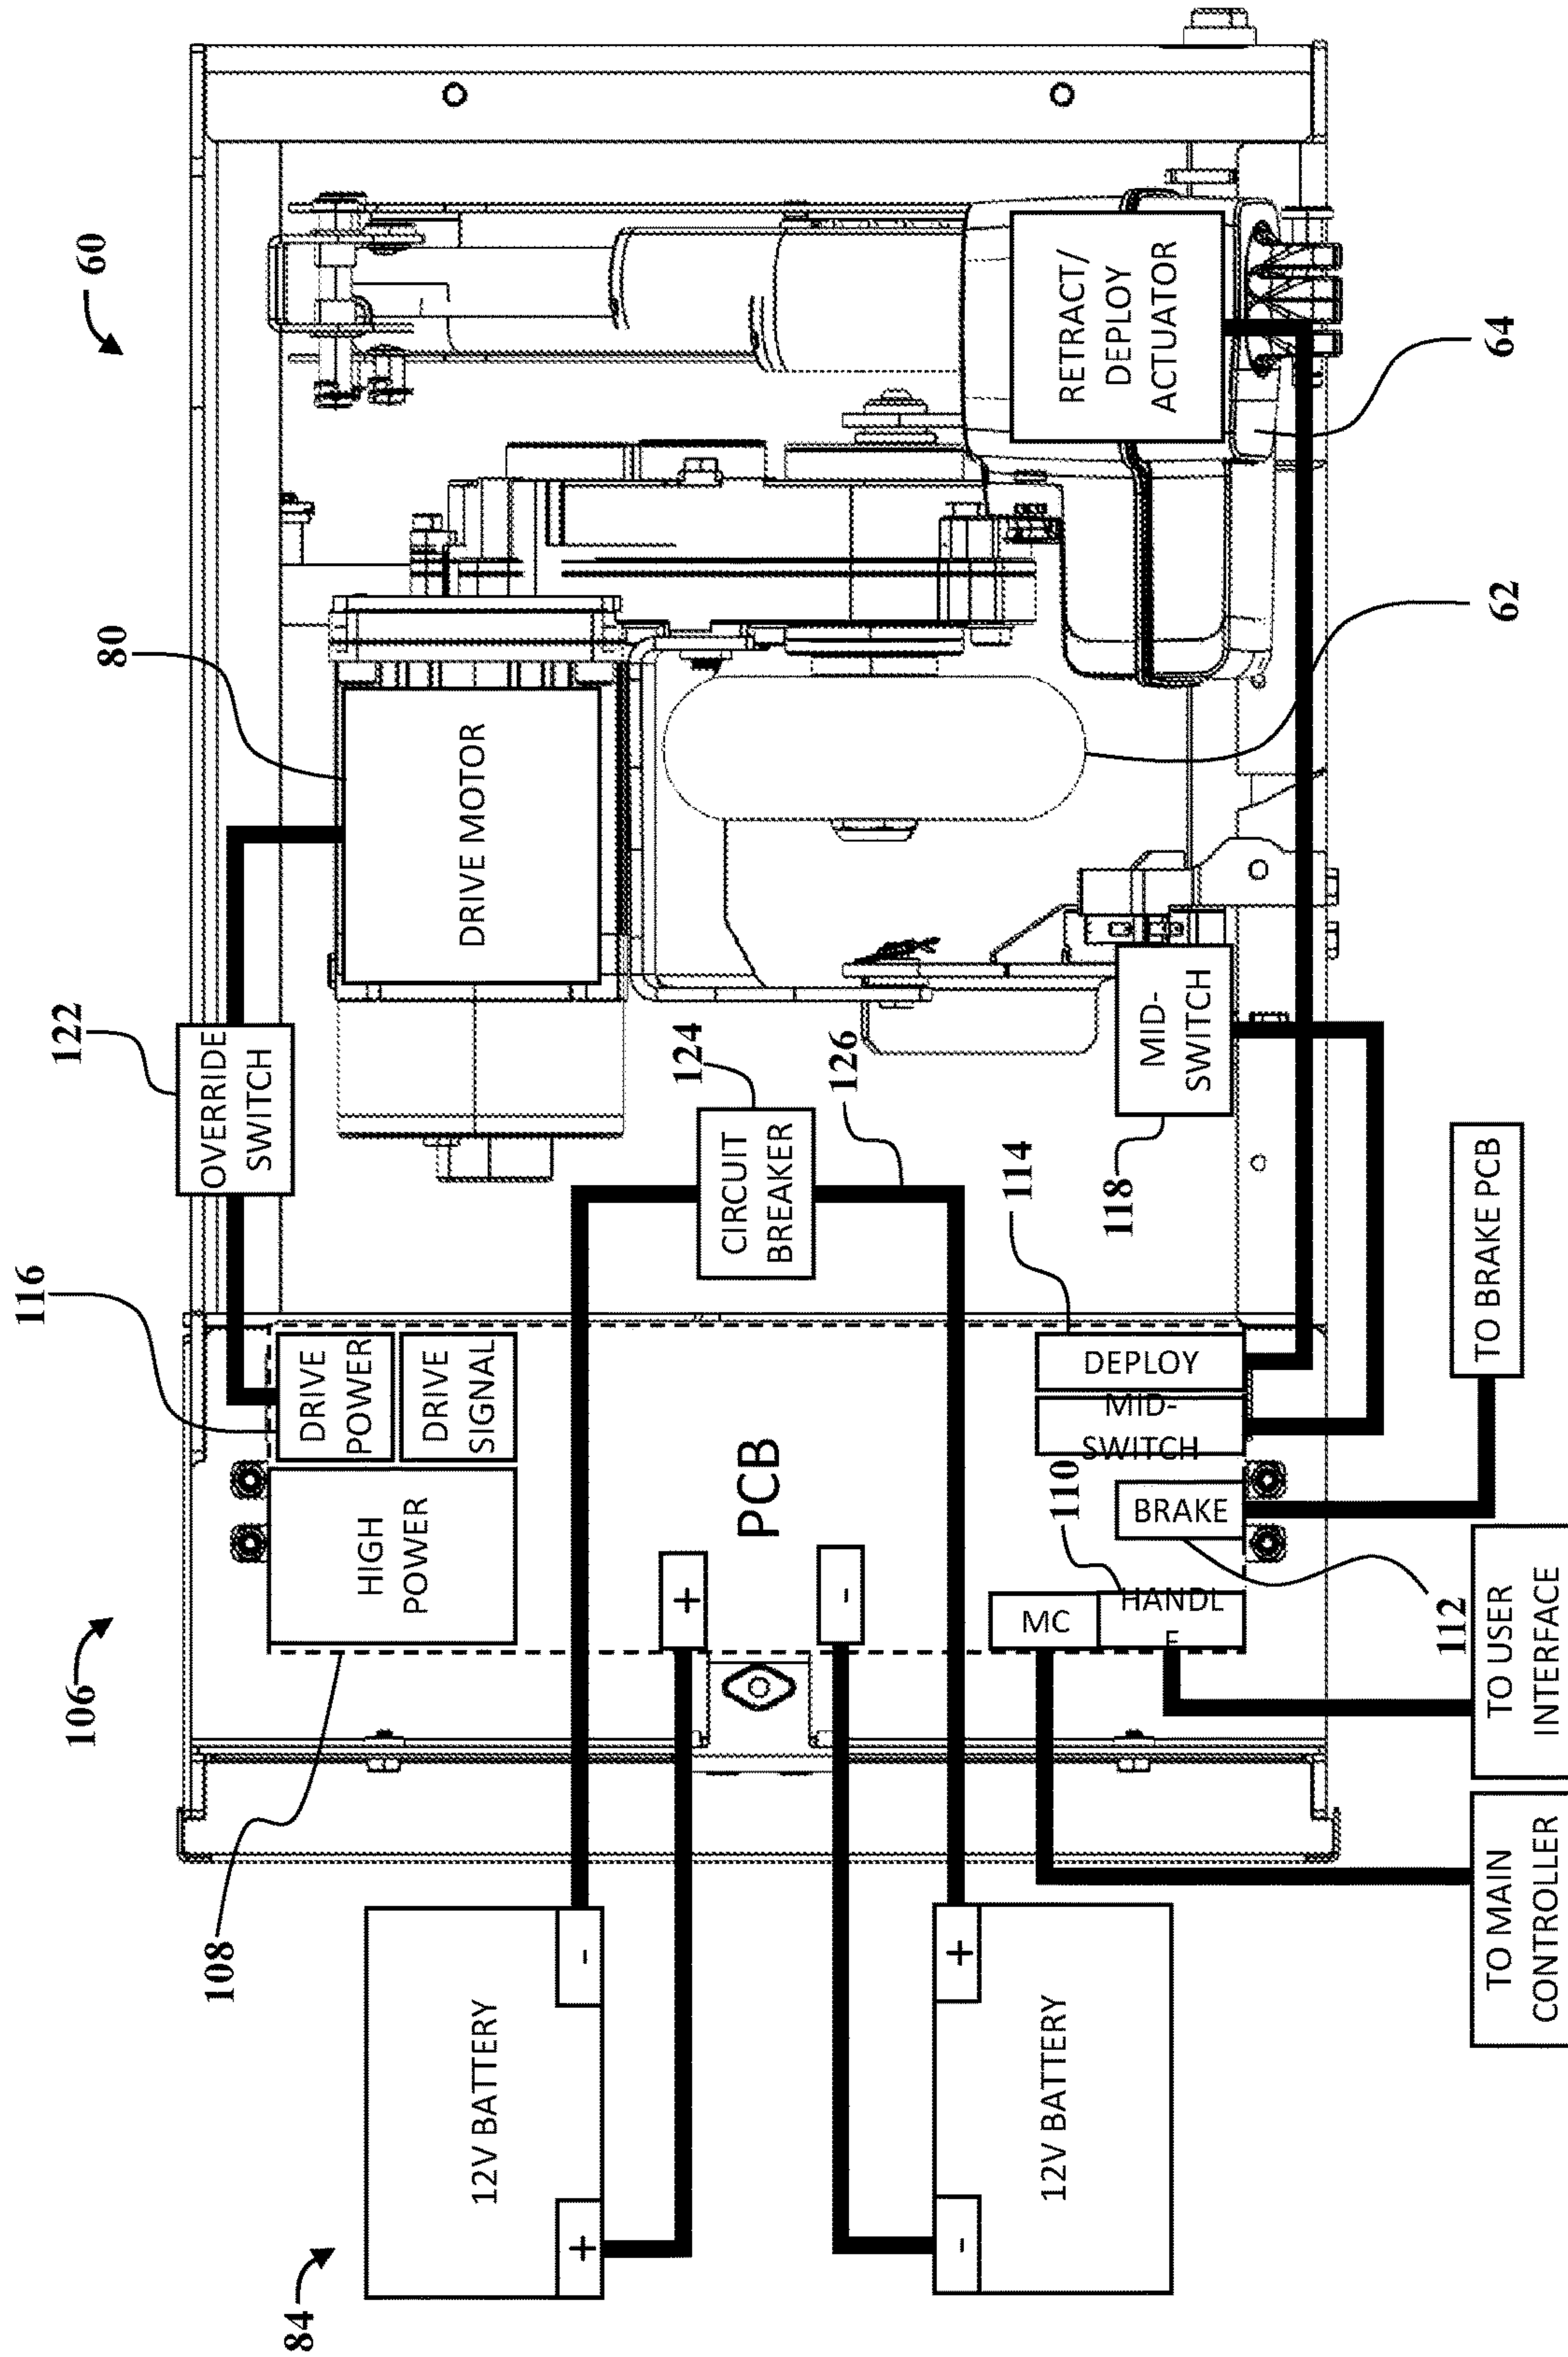 60
80
122
116
106
108
84
OVERRIDE
SWITCH
DRIVE MOTOR
RETRACT/
DEPLOY
ACTUATOR
64
62
124
126
CIRCUIT
BREAKER
MID-
SWITCH
118
114
DRIVE
POWER
DRIVE
SIGNAL
HIGH
POWER
PCB
+
-
DEPLOY
MID-
SWITCH
110
BRAKE
MC
HANDL
E
112
TO BRAKE PCB
TO USER
INTERFACE
TO MAIN
CONTROLLER
12V BATTERY
-
+
12V BATTERY
+
-